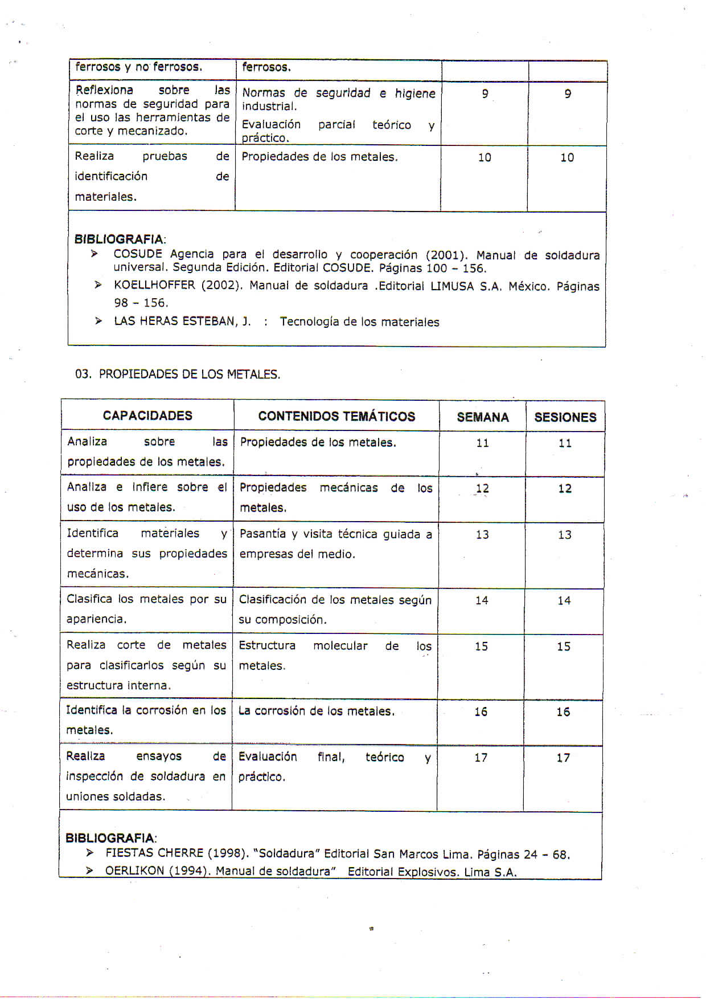 ferrosos y no ferrosos. ferrosos.
Reflexiona sobre las
normas de seguridad para
el uso las herramientas de
corte y mecanizado.
Normas de seguridad e higiene
industrial.
Evaluación parcial teórico y
práctico.
9 9
Realiza pruebas de
identificación de
materiales.
Propiedades de los metales. 10 10
BIBLIOGRAFIA:
➢ COSUDE Agencia para el desarrollo y cooperación (2001). Manual de soldadura
universal. Segunda Edición. Editorial COSUDE. Páginas 100 – 156.
➢ KOELLHOFFER (2002). Manual de soldadura .Editorial LIMUSA S.A. México. Páginas
98 – 156.
➢ LAS HERAS ESTEBAN, J. : Tecnología de los materiales
03. PROPIEDADES DE LOS METALES.
CAPACIDADES CONTENIDOS TEMÁTICOS SEMANA SESIONES
Analiza sobre las
propiedades de los metales.
Propiedades de los metales. 11 11
Analiza e infiere sobre el
uso de los metales.
Propiedades mecánicas de los
metales.
12 12
Identifica materiales y
determina sus propiedades
mecánicas.
Pasantía y visita técnica guiada a
empresas del medio.
13 13
Clasifica los metales por su
apariencia.
Clasificación de los metales según
su composición.
14 14
Realiza corte de metales
para clasificarlos según su
estructura interna.
Estructura molecular de los
metales.
15 15
Identifica la corrosión en los
metales.
La corrosión de los metales. 16 16
Realiza ensayos de
inspección de soldadura en
uniones soldadas.
Evaluación final, teórico y
práctico.
17 17
BIBLIOGRAFIA:
➢ FIESTAS CHERRE (1998). "Soldadura" Editorial San Marcos Lima. Páginas 24 – 68.
➢ OERLIKON (1994). Manual de soldadura" Editorial Explosivos. Lima S.A.